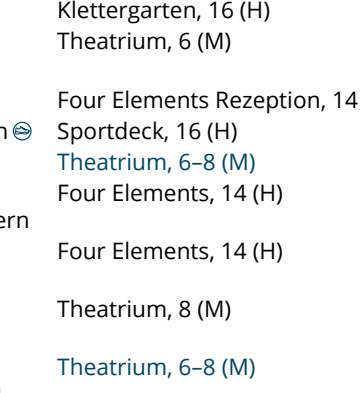 Klettergarten, 16 (H)
Theatrium, 6 (M)
Four Elements Rezeption, 14
Sportdeck, 16 (H)
Theatrium, 6–8 (M)
Four Elements, 14 (H)
ern
Four Elements, 14 (H)
Theatrium, 8 (M)
Theatrium, 6–8 (M)